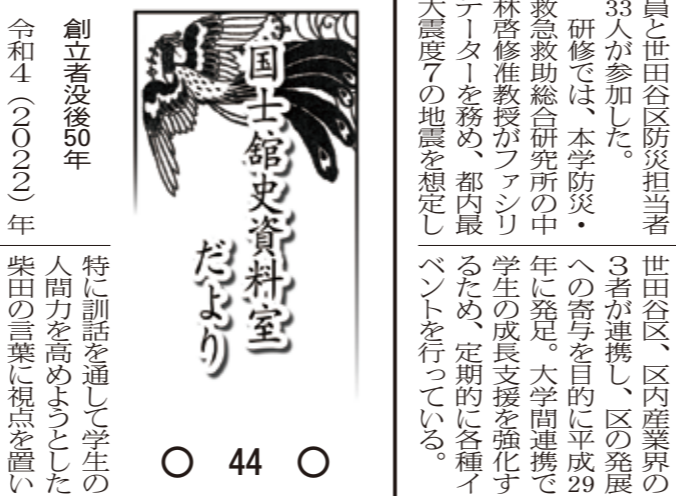 員と世田谷区防災担当者
33人が参加した。
　研修では、本学防災・
救急救助総合研究所の中
林啓修准教授がファシリ
テーターを務め、都内最
大震度７の地震を想定し
世田谷区、区内産業界の
３者が連携し、区の発展
への寄与を目的に平成29
年に発足。大学間連携で
学生の成長支援を強化す
るため、定期的に各種イ
ベントを行っている。
国士舘史資料室
だより
○ 44 ○
創立者没後50年
令和４（２０２２）年
特に訓話を通して学生の
人間力を高めようとした
柴田の言葉に視点を置い